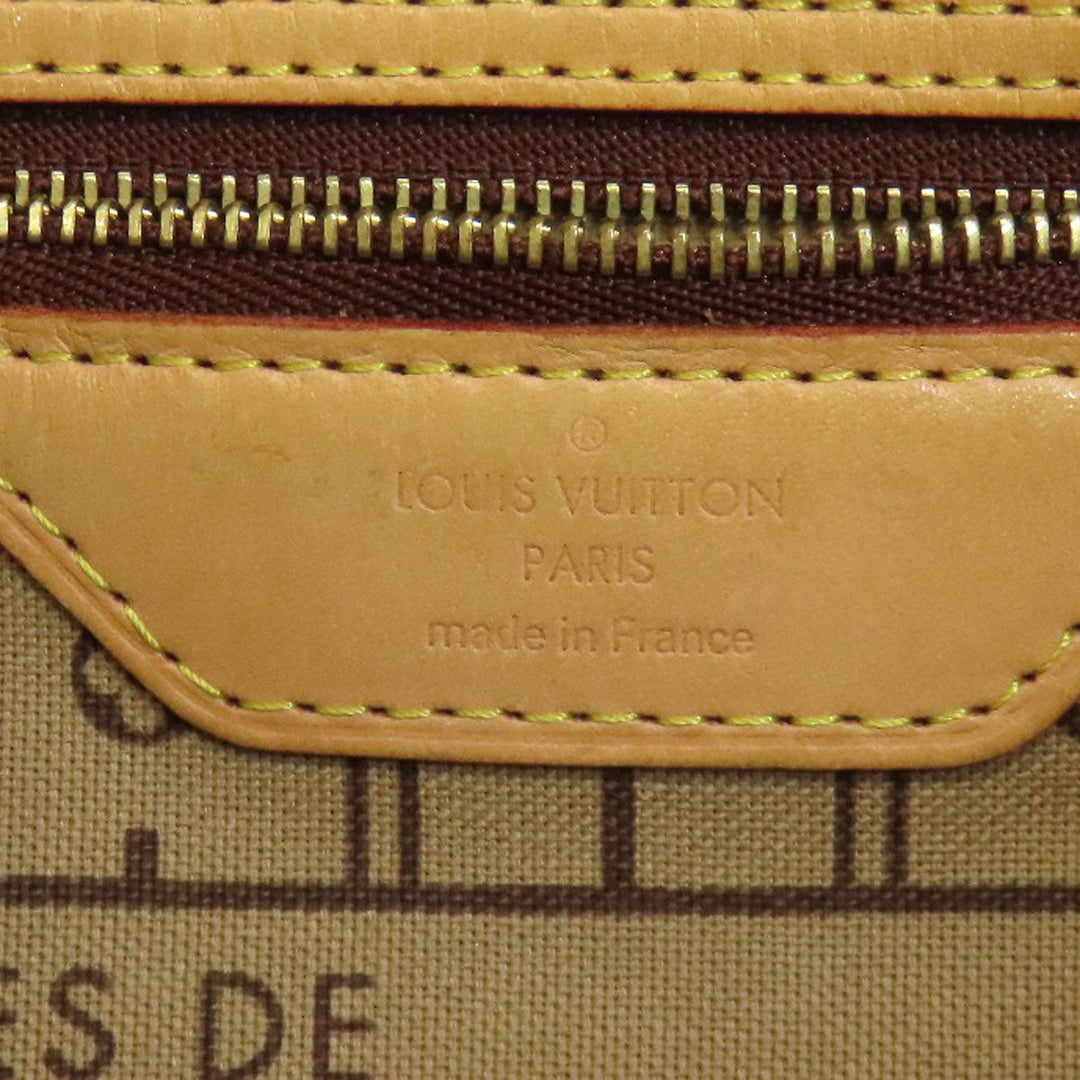 LOUIS VUITTON
PARIS
made in France
ES DE